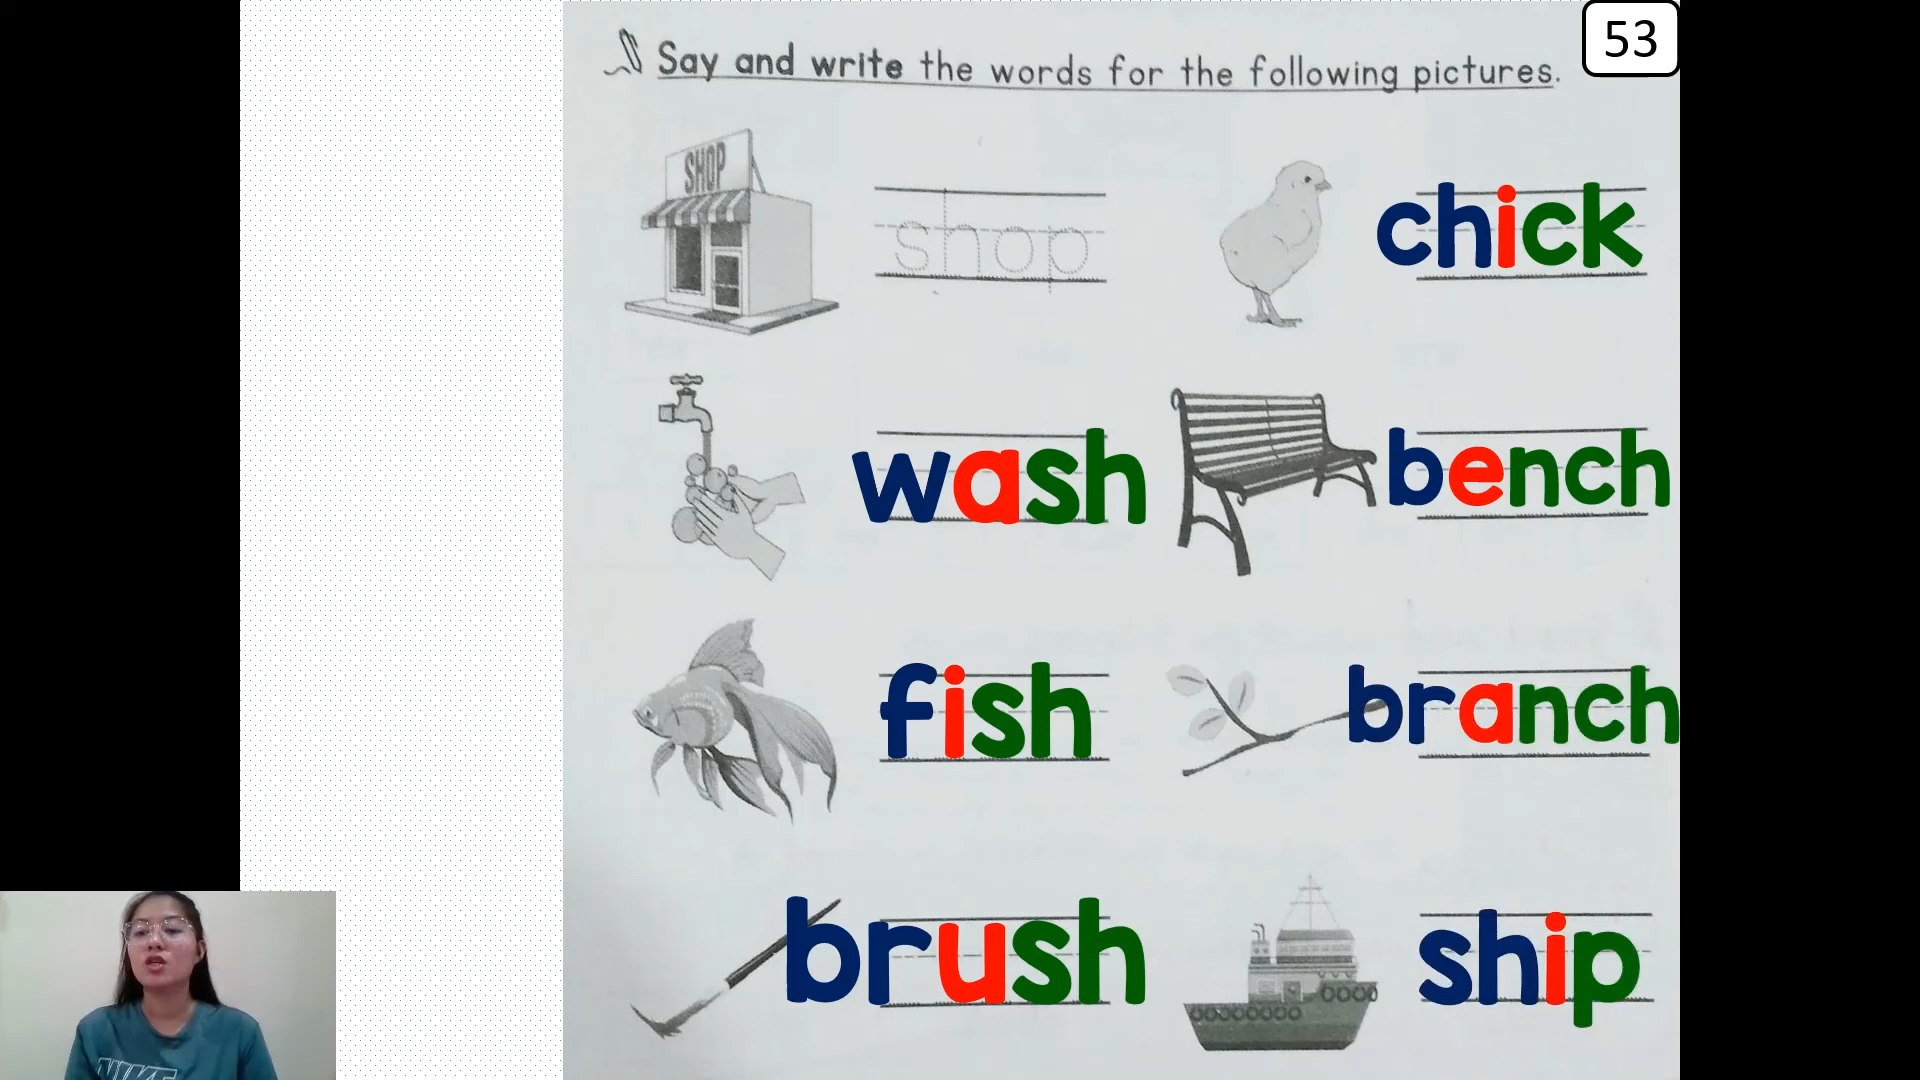 53
Say and write the words for the following pictures.
SHOP
shop
chick
wash
bench
fish
branch
brush
ship
NIKE